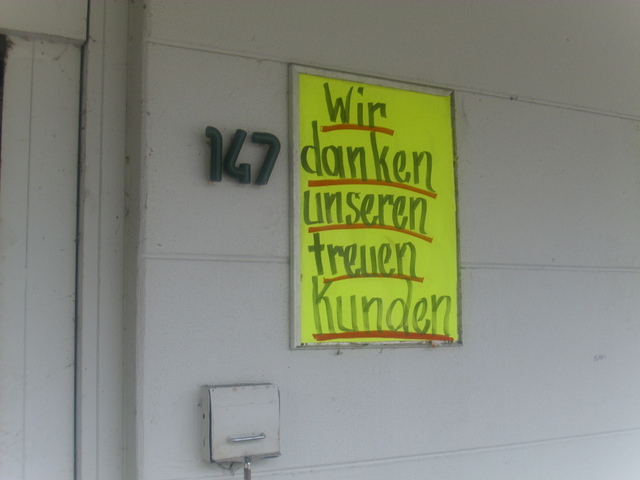 147
Wir
danken
unseren
treuen
Kunden